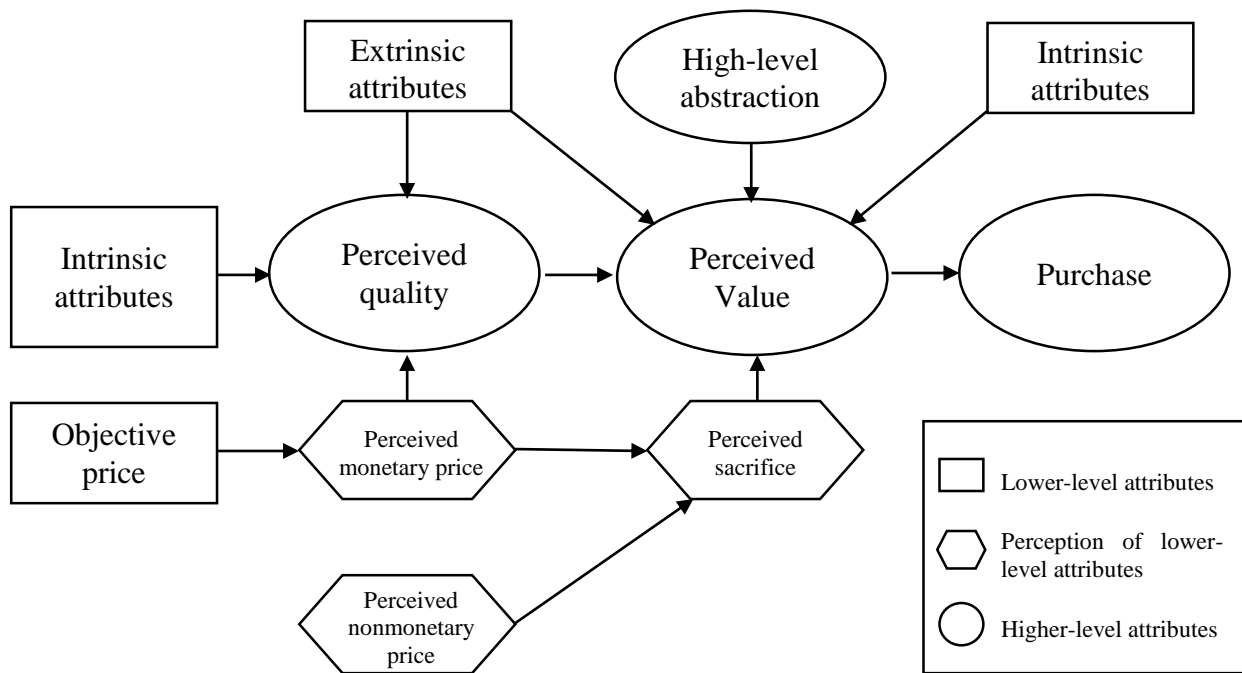 Extrinsic
attributes
High-level
abstraction
Intrinsic
attributes
Intrinsic
attributes
Perceived
quality
Perceived
Value
Purchase
Objective
price
Perceived
monetary price
Perceived
sacrifice
Perceived
nonmonetary
price
Lower-level attributes
Perception of lower-
level attributes
Higher-level attributes